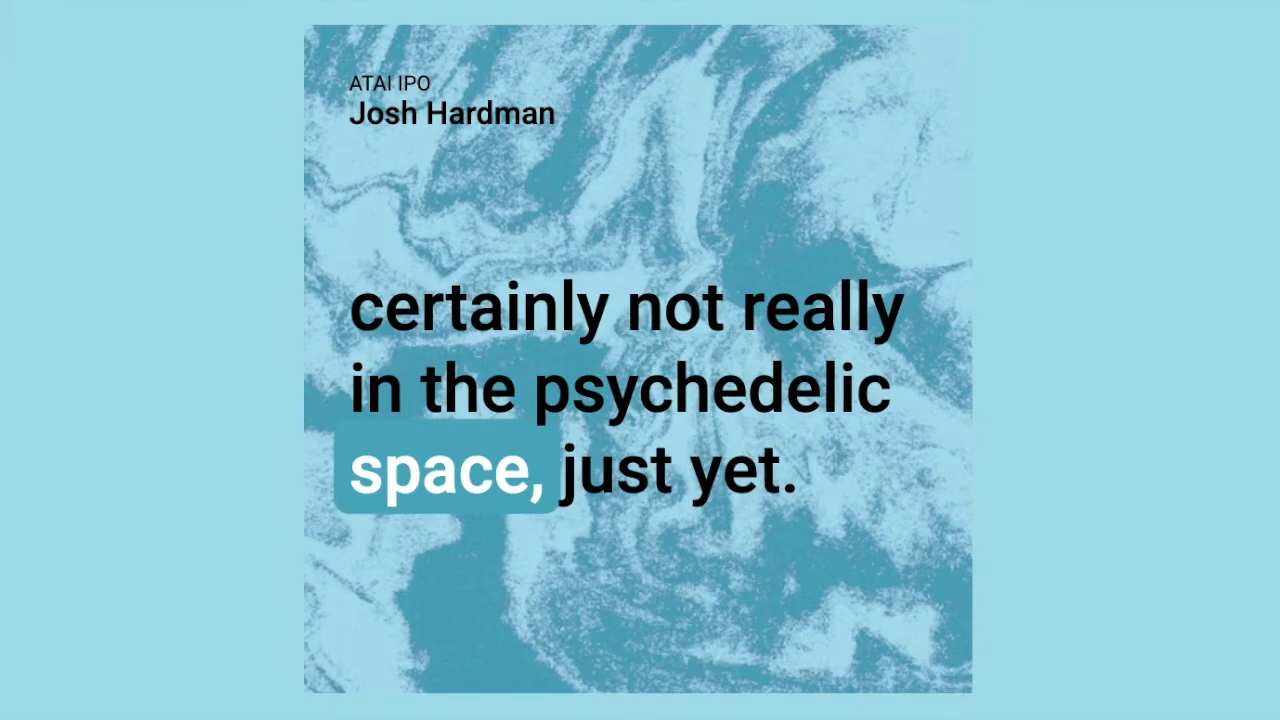 ATAI IPO
Josh Hardman
certainly not really
in the psychedelic
space, just yet.